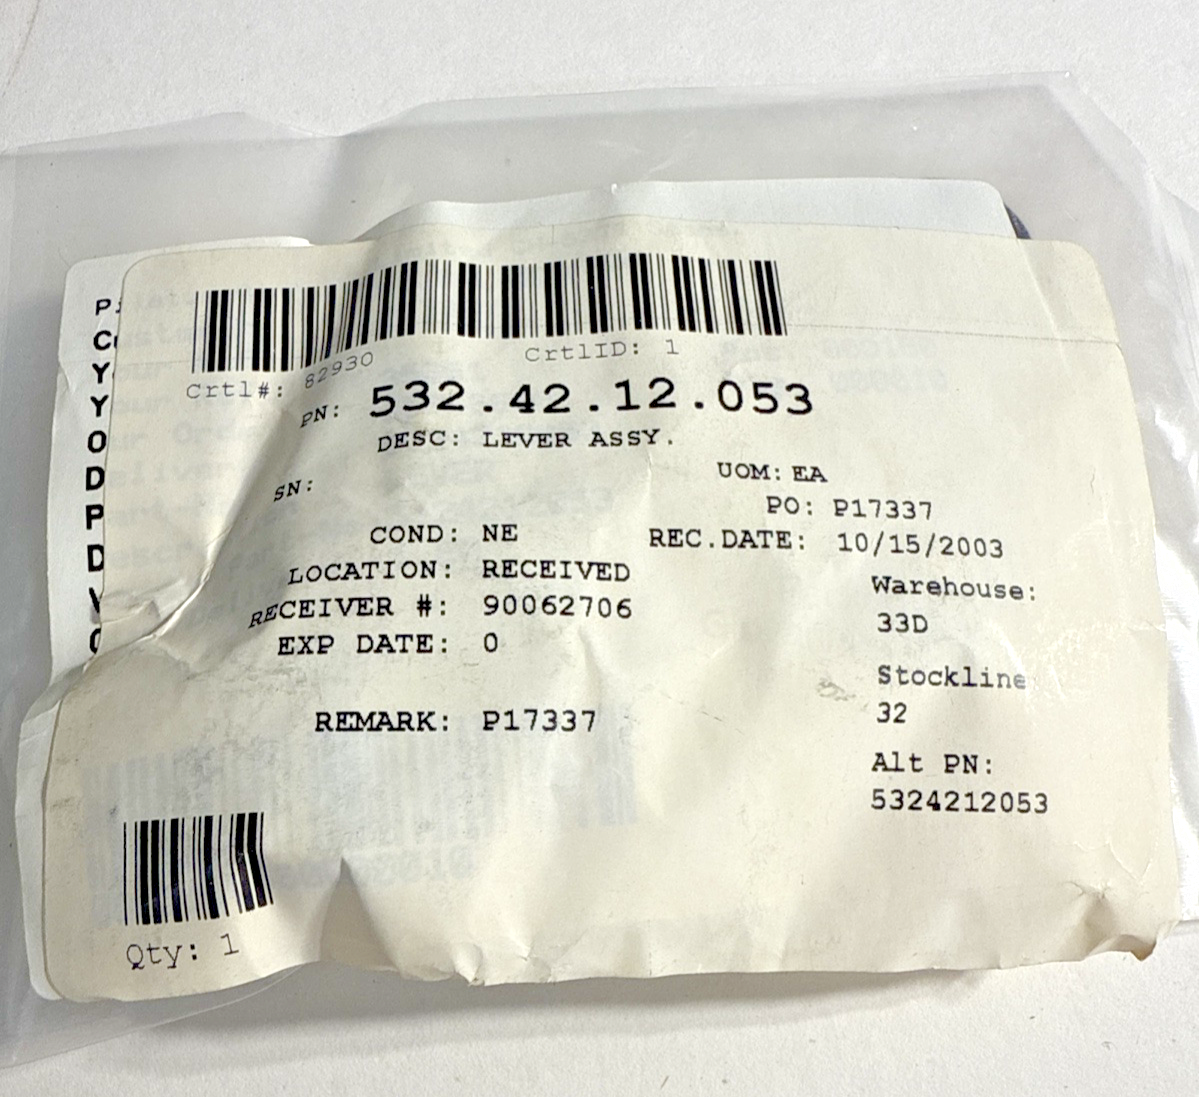 Crtl#: 82930
CrtlID: 1
PN: 532.42.12.053
DESC: LEVER ASSY.
SN:
UOM: EA
PO: P17337
COND: NE
REC.DATE: 10/15/2003
LOCATION: RECEIVED
RECEIVER #: 90062706
EXP DATE: 0
REMARK: P17337
Warehouse:
33D
Stockline
32
Alt PN:
5324212053
Qty: 1